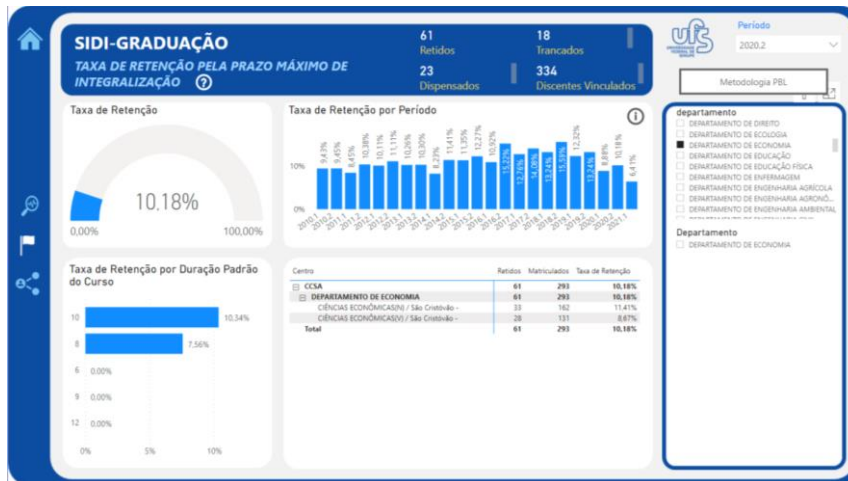 SIDI-GRADUAÇÃO
TAXA DE RETENÇÃO PELA PRAZO MÁXIMO DE
INTEGRALIZAÇÃO ?
61
Retidos
18
Trancados
23
Dispensados
334
Discentes Vinculados
ufs
UNIVERSIDADE
FEDERAL DE
SERGIPE
Período
2020.2
Metodologia PBL
Taxa de Retenção
10,18%
0,00%
100,00%
Taxa de Retenção por Período
10%
0%
9,43% 9,45% 8,45% 10,38% 10,11% 11,11% 10,26% 10,30% 8,23% 11,41% 11,35% 12,27% 10,92% 15,22% 12,76% 14,08% 13,24% 15,59% 12,32% 13,24% 8,88% 10,18% 6,41%
2010.1 2010.2 2011.1 2011.2 2012.1 2012.2 2013.1 2013.2 2014.1 2014.2 2015.1 2015.2 2016.1 2016.2 2017.1 2017.2 2018.1 2018.2 2019.1 2019.2 2020.1 2020.2 2021.1
departamento
DEPARTAMENTO DE DIREITO
DEPARTAMENTO DE ECOLOGIA
DEPARTAMENTO DE ECONOMIA
DEPARTAMENTO DE EDUCAÇÃO
DEPARTAMENTO DE EDUCAÇÃO FÍSICA
DEPARTAMENTO DE ENFERMAGEM
DEPARTAMENTO DE ENGENHARIA AGRÍCOLA
DEPARTAMENTO DE ENGENHARIA AGRONÔ...
DEPARTAMENTO DE ENGENHARIA AMBIENTAL
Departamento
DEPARTAMENTO DE ECONOMIA
Taxa de Retenção por Duração Padrão
do Curso
10 10,34%
8 7,56%
6 0,00%
9 0,00%
12 0,00%
0% 5% 10%
Centro Retidos Matriculados Taxa de Retenção
CCSA 61 293 10,18%
DEPARTAMENTO DE ECONOMIA 61 293 10,18%
CIÊNCIAS ECONÔMICAS(N) / São Cristóvão - 33 162 11,41%
CIÊNCIAS ECONÔMICAS(V) / São Cristóvão - 28 131 8,67%
Total 61 293 10,18%